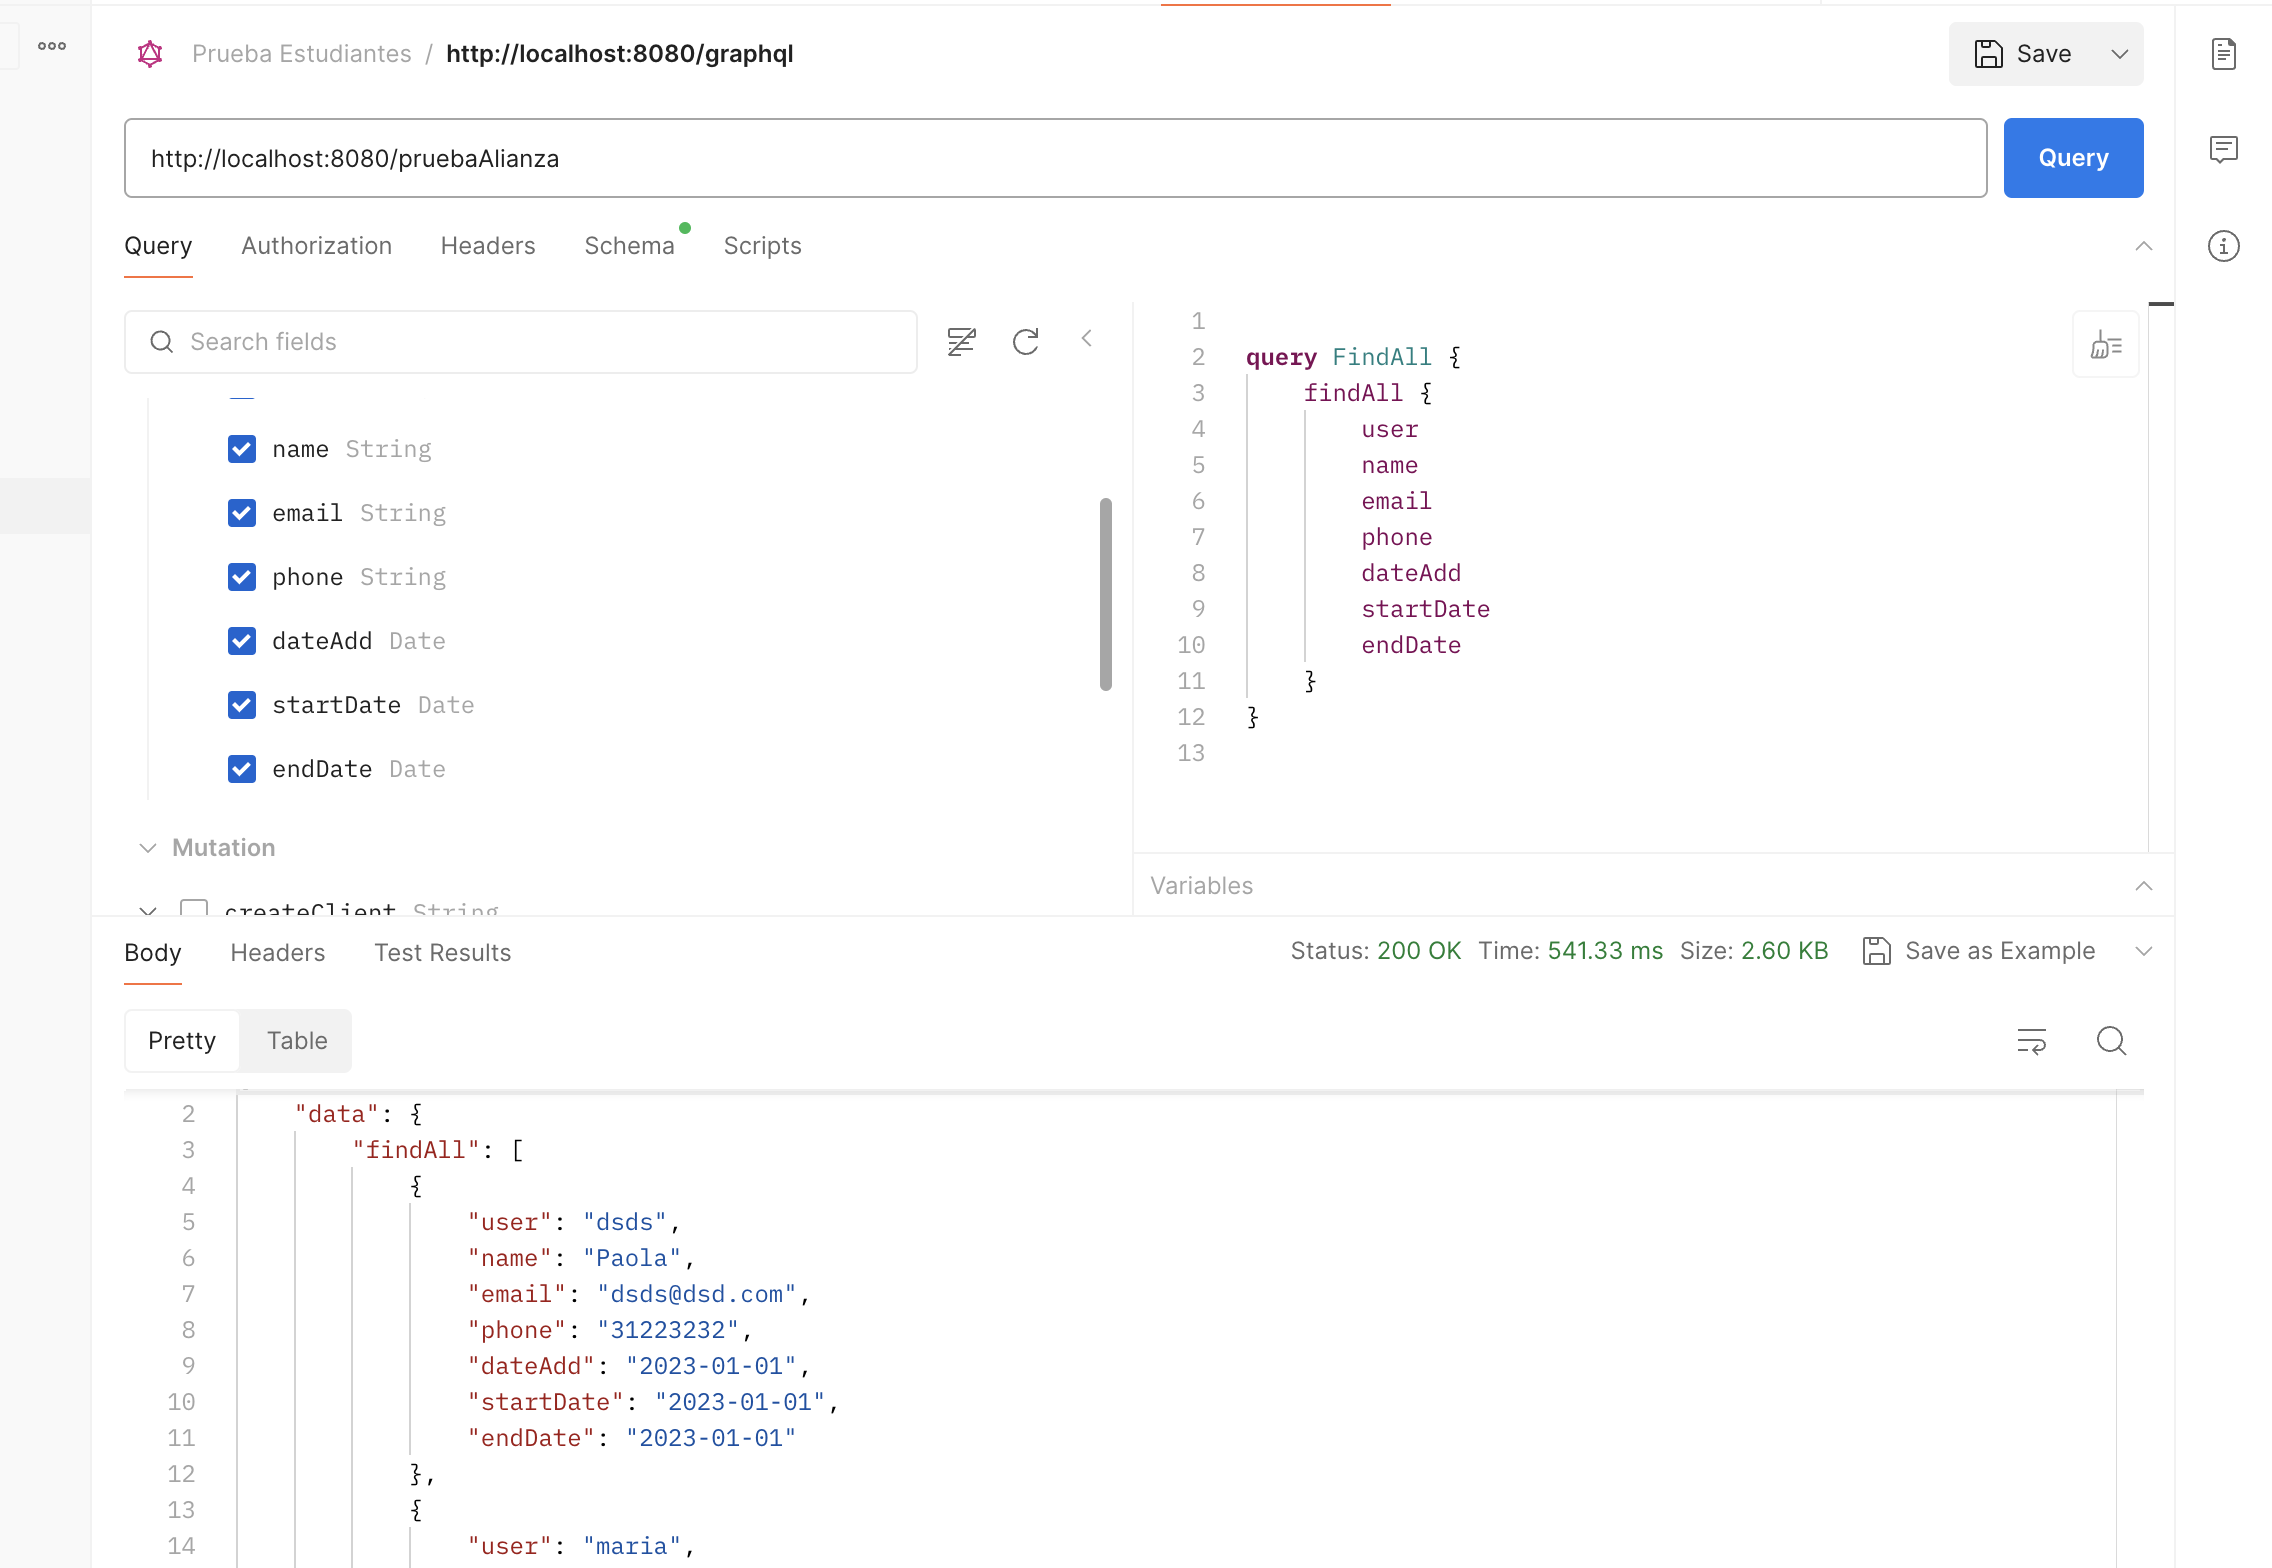 Prueba Estudiantes / http://localhost:8080/graphql
Save
http://localhost:8080/pruebaAlianza
Query
Query Authorization Headers Schema Scripts
Search fields
name String
email String
phone String
dateAdd Date
startDate Date
endDate Date
Mutation
createClient String
1
2 query FindAll {
3 findAll {
4 user
5 name
6 email
7 phone
8 dateAdd
9 startDate
10 endDate
11 }
12 }
13
Variables
Body Headers Test Results
Status: 200 OK Time: 541.33 ms Size: 2.60 KB Save as Example
Pretty Table
2 "data": {
3 "findAll": [
4 {
5 "user": "dsds",
6 "name": "Paola",
7 "email": "dsds@dsd.com",
8 "phone": "31223232",
9 "dateAdd": "2023-01-01",
10 "startDate": "2023-01-01",
11 "endDate": "2023-01-01"
12 },
13 {
14 "user": "maria",